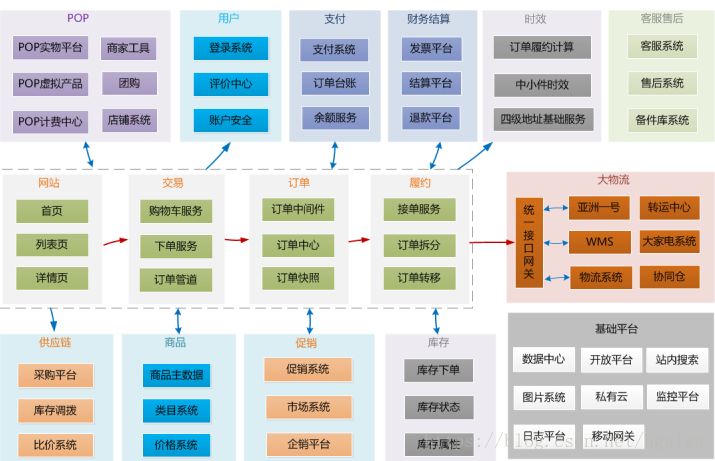 POP
POP实物平台
商家工具
POP虚拟产品
团购
POP计费中心
店铺系统
用户
登录系统
评价中心
账户安全
支付
支付系统
订单台账
余额服务
财务结算
发票平台
结算平台
退款平台
时效
订单履约计算
中小件时效
四级地址基础服务
客服售后
客服系统
售后系统
备件库系统
网站
首页
列表页
详情页
交易
购物车服务
下单服务
订单管道
订单
订单中间件
订单中心
订单快照
履约
接单服务
订单拆分
订单转移
大物流
统一接口网关
亚洲一号
转运中心
WMS
大家电系统
物流系统
协同仓
供应链
采购平台
库存调拨
比价系统
商品
商品主数据
类目系统
价格系统
促销
促销系统
市场系统
企销平台
库存
库存下单
库存状态
库存属性
基础平台
数据中心
开放平台
站内搜索
图片系统
私有云
监控平台
日志平台
移动网关